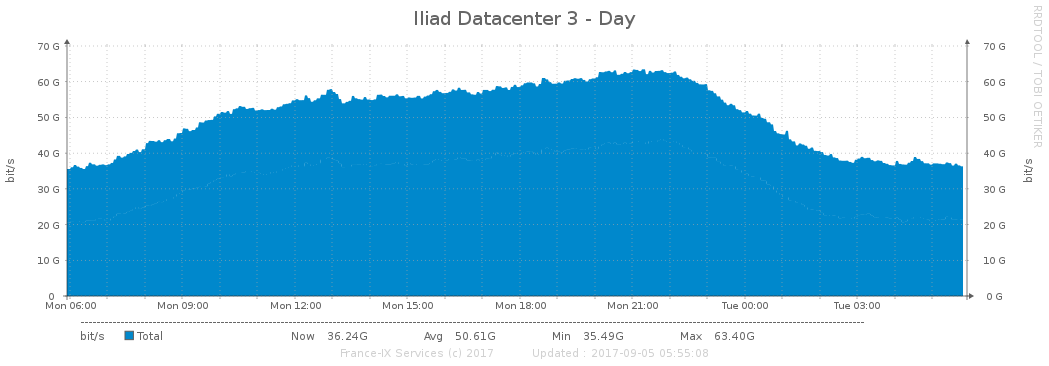 Iliad Datacenter 3 - Day
RRDTOOL / TOBI OETIKER
70 G 70 G
60 G 60 G
50 G 50 G
40 G 40 G
30 G 30 G
20 G 20 G
10 G 10 G
0 0 G
bit/s bit/s
Mon 06:00 Mon 09:00 Mon 12:00 Mon 15:00 Mon 18:00 Mon 21:00 Tue 00:00 Tue 03:00
bit/s Total Now 36.24G Avg 50.61G Min 35.49G Max 63.40G
France-IX Services (c) 2017 Updated : 2017-09-05 05:55:08